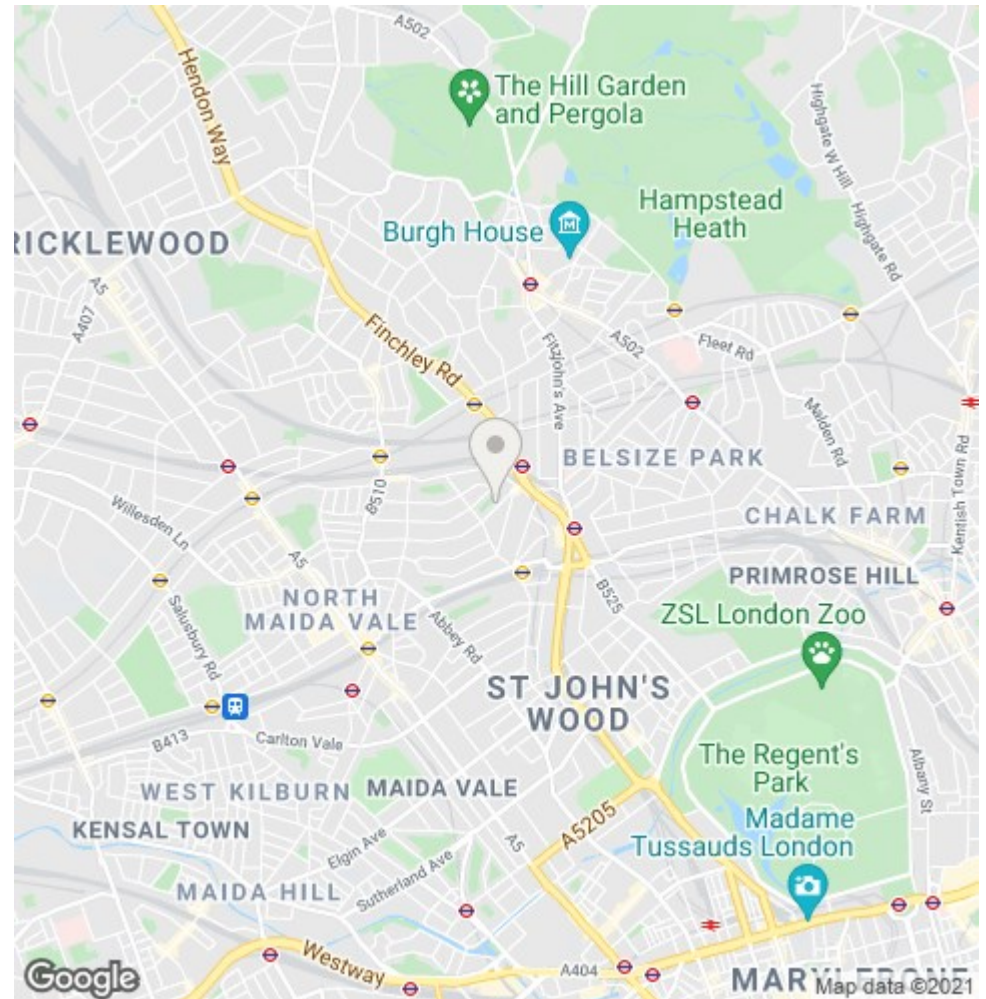 A502
Hendon Way
The Hill Garden
and Pergola
Highgate W Hill
Hampstead
Heath
Burgh House
RICKLEWOOD
A5
Highgate Rd
A407
Finchley Rd
Fitzjohn's Ave
A502
Fleet Rd
Malden Rd
BELSIZE PARK
Kentish Town Rd
B510
Willesden Ln
CHALK FARM
A5
PRIMROSE HILL
B525
NORTH
MAIDA VALE
Salusbury Rd
Abbey Rd
ZSL London Zoo
ST JOHN'S
WOOD
B413
Carlton Vale
The Regent's
Park
Albany St
WEST KILBURN
MAIDA VALE
KENSAL TOWN
A5205
Madame
Tussauds London
Elgin Ave
A5
Sutherland Ave
MAIDA HILL
Westway
A404
MARYLEBONE
Google
Map data ©2021